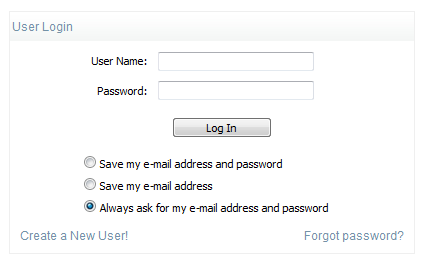 User Login
User Name:
Password:
Log In
Save my e-mail address and password
Save my e-mail address
Always ask for my e-mail address and password
Create a New User! Forgot password?